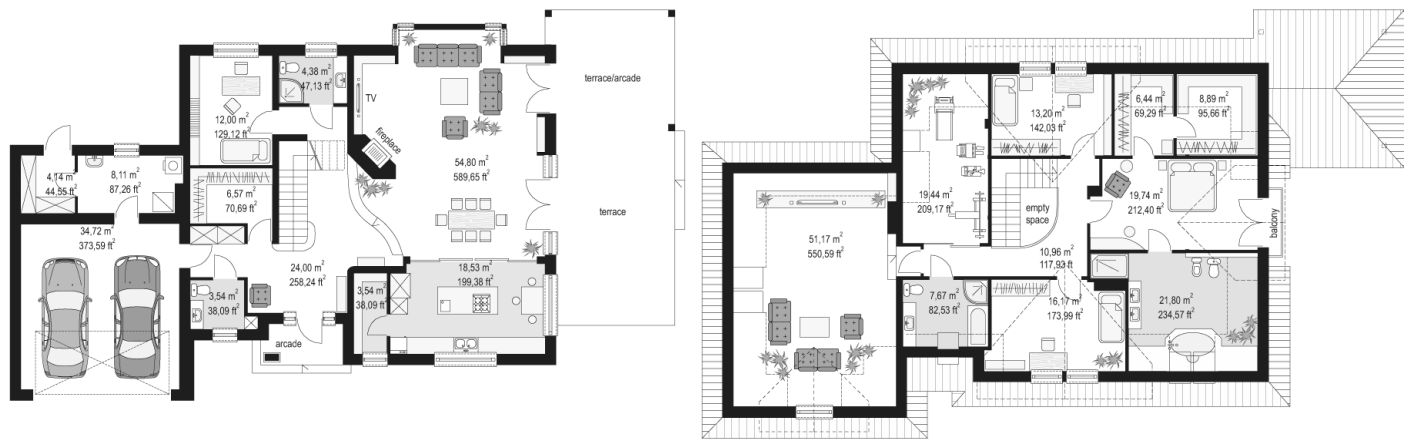 4,38 m²
47,13 ft²
12,00 m²
129,12 ft²
TV
fireplace
54,80 m²
589,65 ft²
terrace/arcade
terrace
4,14 m²
44,55 ft²
8,11 m²
87,26 ft²
6,57 m²
70,69 ft²
34,72 m²
373,59 ft²
24,00 m²
258,24 ft²
3,54 m²
38,09 ft²
3,54 m²
38,09 ft²
18,53 m²
199,38 ft²
arcade
13,20 m²
142,03 ft²
6,44 m²
69,29 ft²
8,89 m²
95,66 ft²
19,44 m²
209,17 ft²
empty
space
19,74 m²
212,40 ft²
balcony
51,17 m²
550,59 ft²
10,96 m²
117,93 ft
7,67 m²
82,53 ft²
16,17 m²
173,99 ft²
21,80 m²
234,57 ft²